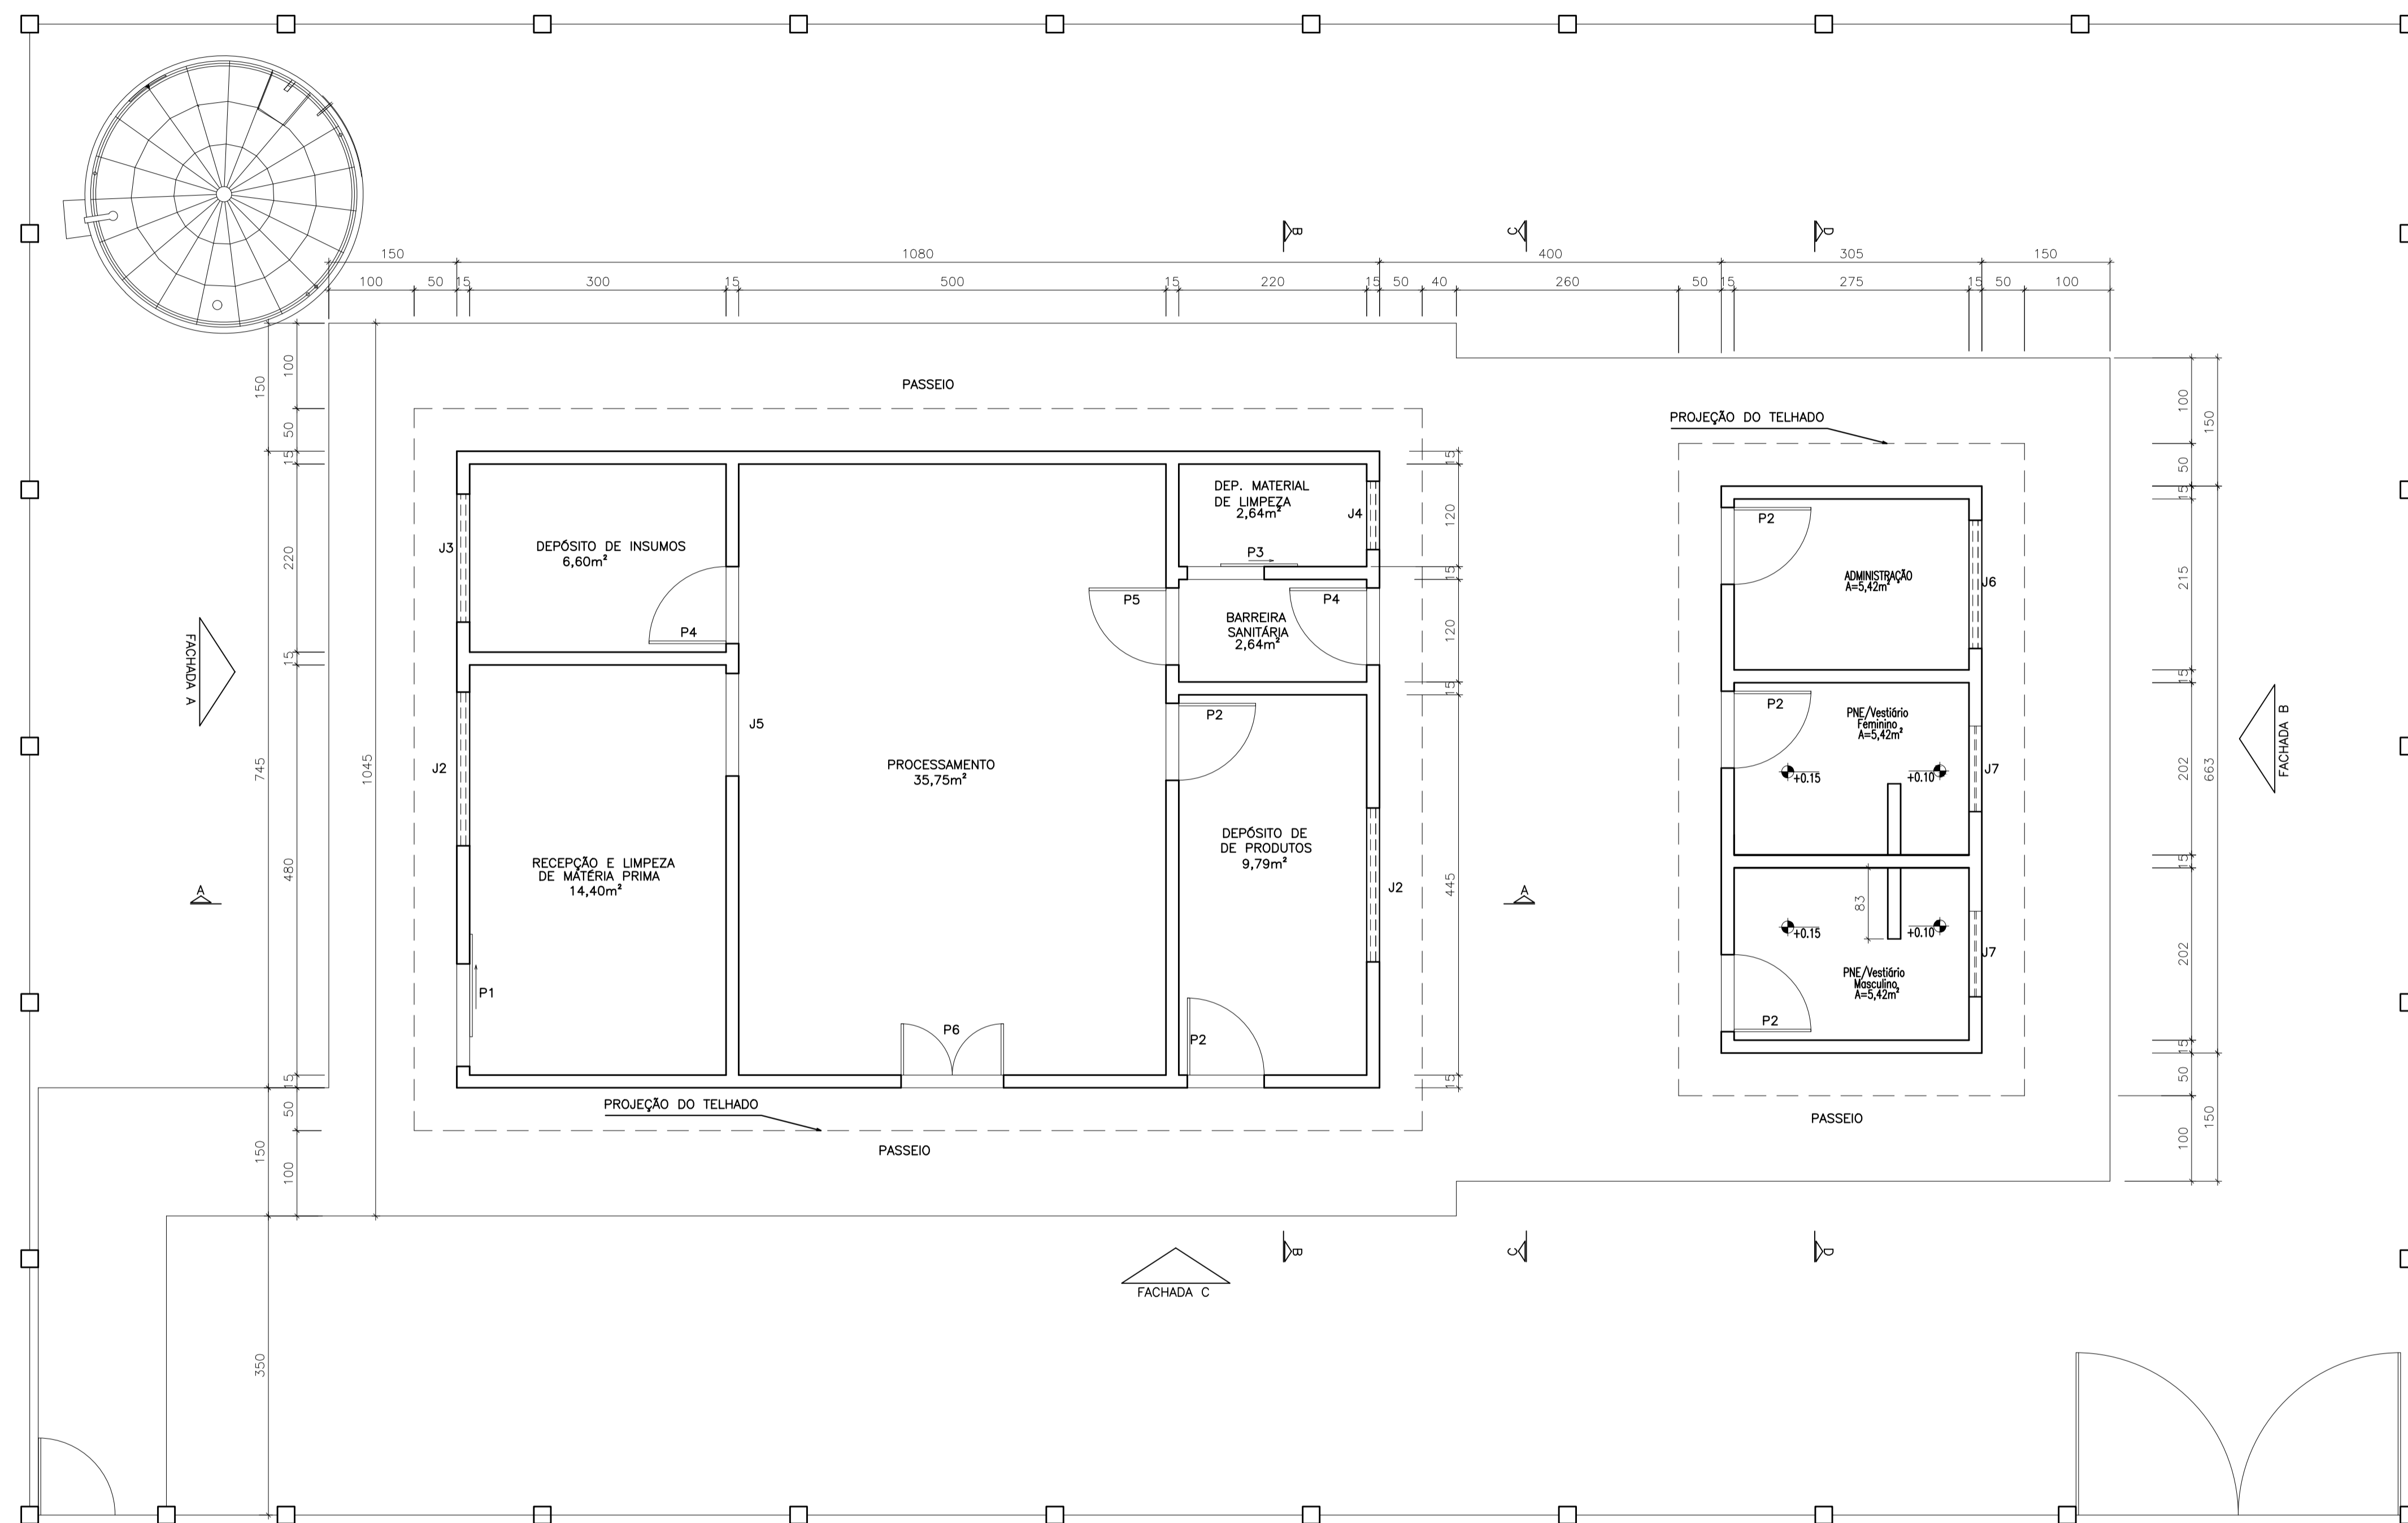 B
C
D
150
1080
400
305
150
100
50
15
300
15
500
15
220
15
50
40
260
50
15
275
15
50
100
100
150
50
15
220
15
745
1045
480
15
50
150
100
350
PASSEIO
PROJEÇÃO DO TELHADO
DEP. MATERIAL
DE LIMPEZA
2,64m²
J4
J3
DEPÓSITO DE INSUMOS
6,60m²
P3
P4
P5
P4
BARREIRA
SANITÁRIA
2,64m²
FACHADA A
J5
J2
P2
PROCESSAMENTO
35,75m²
DEPÓSITO DE
DE PRODUTOS
9,79m²
RECEPÇÃO E LIMPEZA
DE MATÉRIA PRIMA
14,40m²
J2
A
A
P1
P6
P2
15
120
15
120
15
445
15
P2
ADMINISTRAÇÃO
A=5,42m²
J6
P2
PNE/Vestiário
Feminino
A=5,42m²
J7
+0.15
+0.10
83
+0.15
+0.10
J7
PNE/Vestiário
Masculino
A=5,42m²
P2
100
150
50
15
215
15
202
663
15
202
15
50
150
100
FACHADA B
PROJEÇÃO DO TELHADO
PASSEIO
PASSEIO
B
C
D
FACHADA C